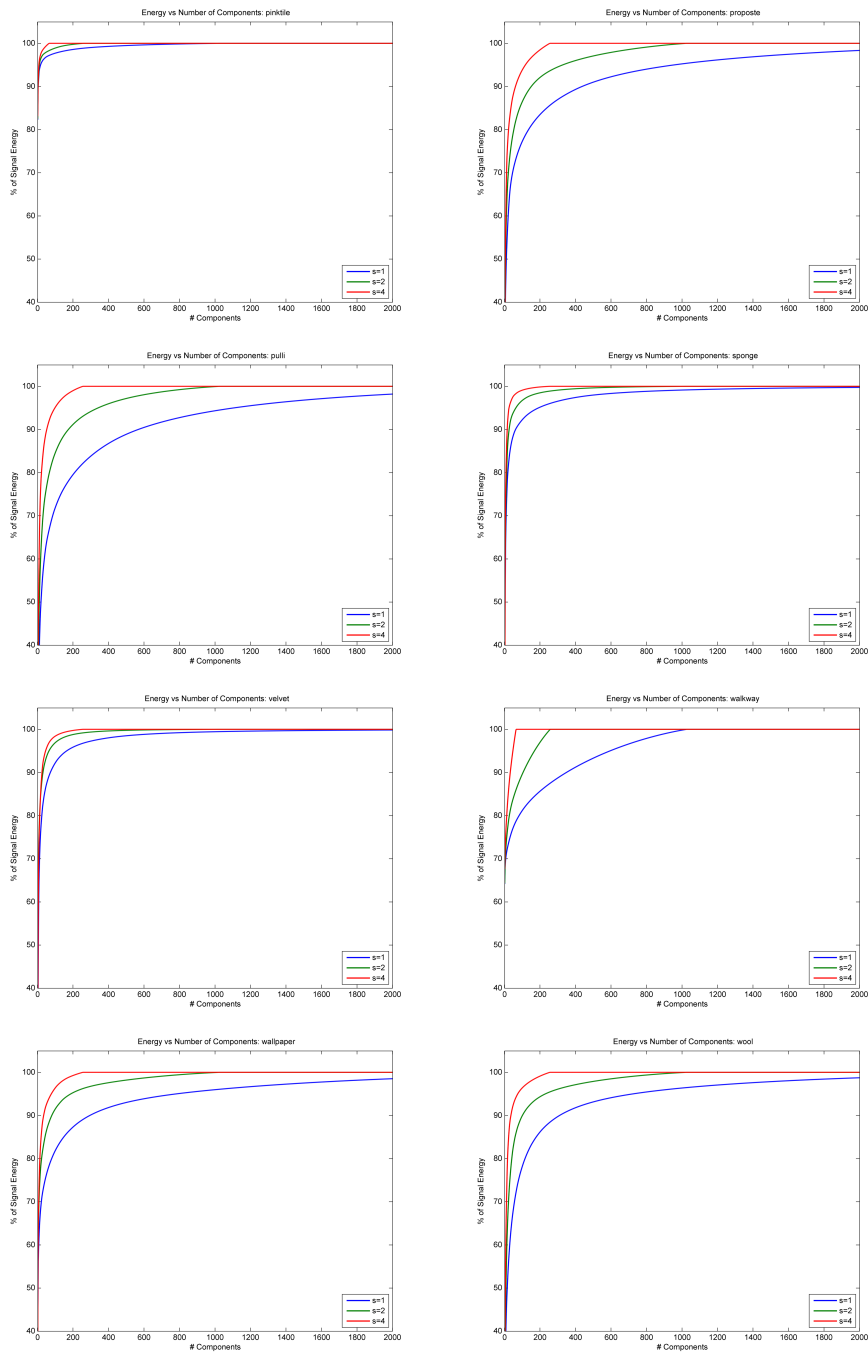 Energy vs Number of Components: pinktile
% of Signal Energy
100
90
80
70
60
50
40
0 200 400 600 800 1000 1200 1400 1600 1800 2000
# Components
s=1
s=2
s=4
Energy vs Number of Components: proposte
% of Signal Energy
100
90
80
70
60
50
40
0 200 400 600 800 1000 1200 1400 1600 1800 2000
# Components
s=1
s=2
s=4
Energy vs Number of Components: pulli
% of Signal Energy
100
90
80
70
60
50
40
0 200 400 600 800 1000 1200 1400 1600 1800 2000
# Components
s=1
s=2
s=4
Energy vs Number of Components: sponge
% of Signal Energy
100
90
80
70
60
50
40
0 200 400 600 800 1000 1200 1400 1600 1800 2000
# Components
s=1
s=2
s=4
Energy vs Number of Components: velvet
% of Signal Energy
100
90
80
70
60
50
40
0 200 400 600 800 1000 1200 1400 1600 1800 2000
# Components
s=1
s=2
s=4
Energy vs Number of Components: walkway
% of Signal Energy
100
90
80
70
60
50
40
0 200 400 600 800 1000 1200 1400 1600 1800 2000
# Components
s=1
s=2
s=4
Energy vs Number of Components: wallpaper
% of Signal Energy
100
90
80
70
60
50
40
0 200 400 600 800 1000 1200 1400 1600 1800 2000
# Components
s=1
s=2
s=4
Energy vs Number of Components: wool
% of Signal Energy
100
90
80
70
60
50
40
0 200 400 600 800 1000 1200 1400 1600 1800 2000
# Components
s=1
s=2
s=4